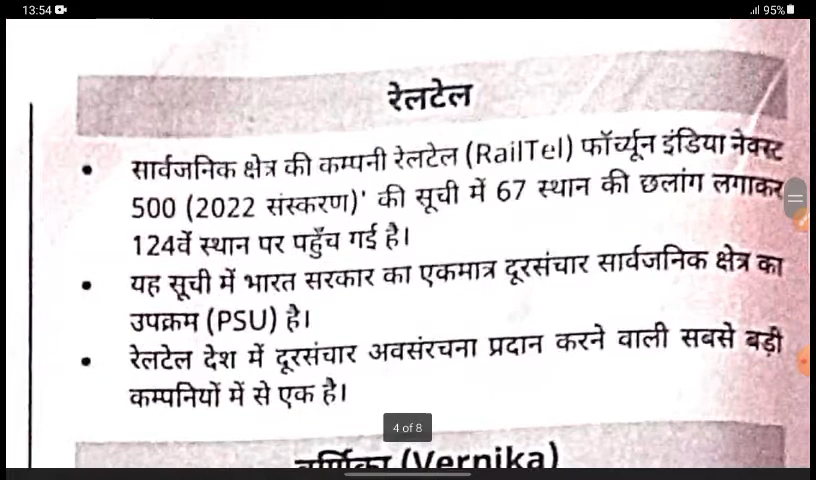 13:54
95%
रेलटेल
• सार्वजनिक क्षेत्र की कम्पनी रेलटेल (RailTel) फॉर्च्यून इंडिया नेक्स्ट
500 (2022 संस्करण)' की सूची में 67 स्थान की छलांग लगाकर
124वें स्थान पर पहुँच गई है।
• यह सूची में भारत सरकार का एकमात्र दूरसंचार सार्वजनिक क्षेत्र का
उपक्रम (PSU) है।
• रेलटेल देश में दूरसंचार अवसंरचना प्रदान करने वाली सबसे बड़ी
कम्पनियों में से एक है।
4 of 8
वर्णिका (Vernika)